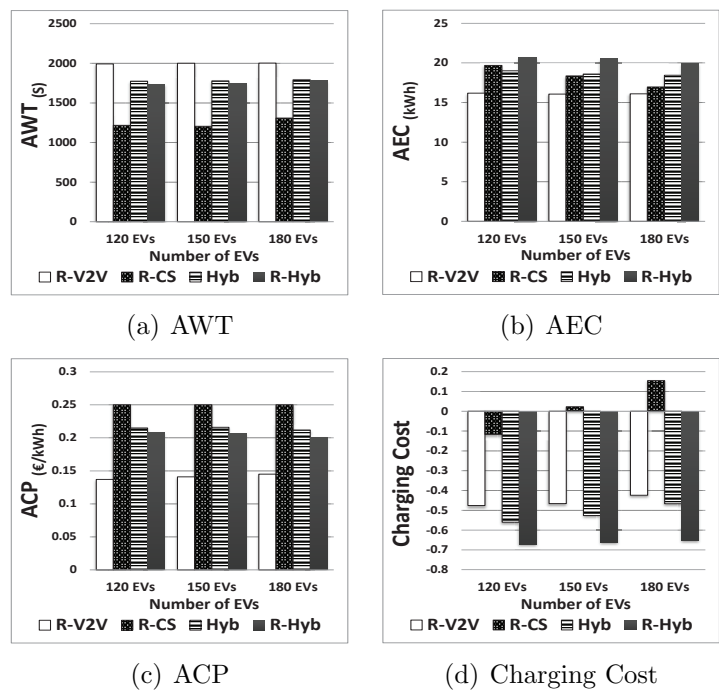 2500
2000
1500
1000
500
0
AWT (S)
120 EVs 150 EVs 180 EVs
Number of EVs
R-V2V R-CS Hyb R-Hyb
(a) AWT
25
20
15
10
5
0
AEC (kWh)
120 EVs 150 EVs 180 EVs
Number of EVs
R-V2V R-CS Hyb R-Hyb
(b) AEC
0.3
0.25
0.2
0.15
0.1
0.05
0
ACP (€/kWh)
120 EVs 150 EVs 180 EVs
Number of EVs
R-V2V R-CS Hyb R-Hyb
(c) ACP
0.2
0.1
0
-0.1
-0.2
-0.3
-0.4
-0.5
-0.6
-0.7
-0.8
Charging Cost
120 EVs 150 EVs 180 EVs
Number of EVs
R-V2V R-CS Hyb R-Hyb
(d) Charging Cost